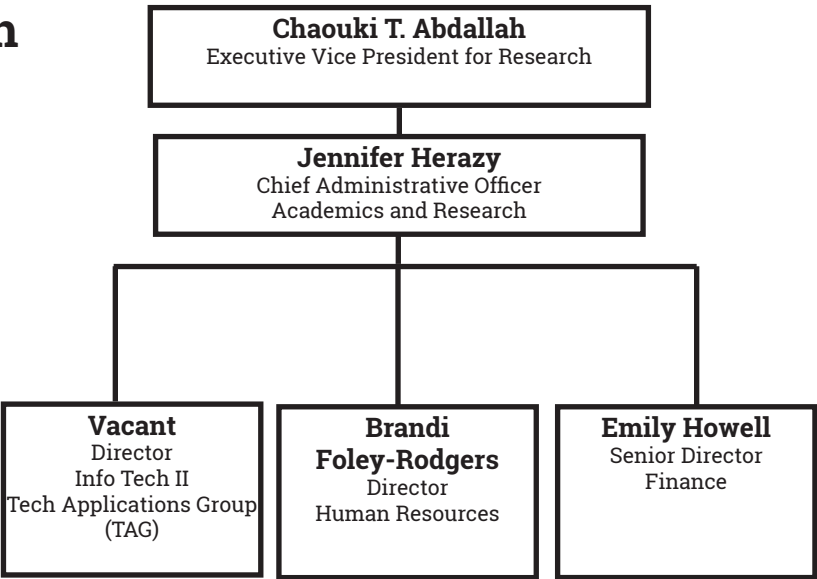 Chaouki T. Abdallah
Executive Vice President for Research
Jennifer Herazy
Chief Administrative Officer
Academics and Research
Vacant
Director
Info Tech II
Tech Applications Group
(TAG)
Brandi
Foley-Rodgers
Director
Human Resources
Emily Howell
Senior Director
Finance